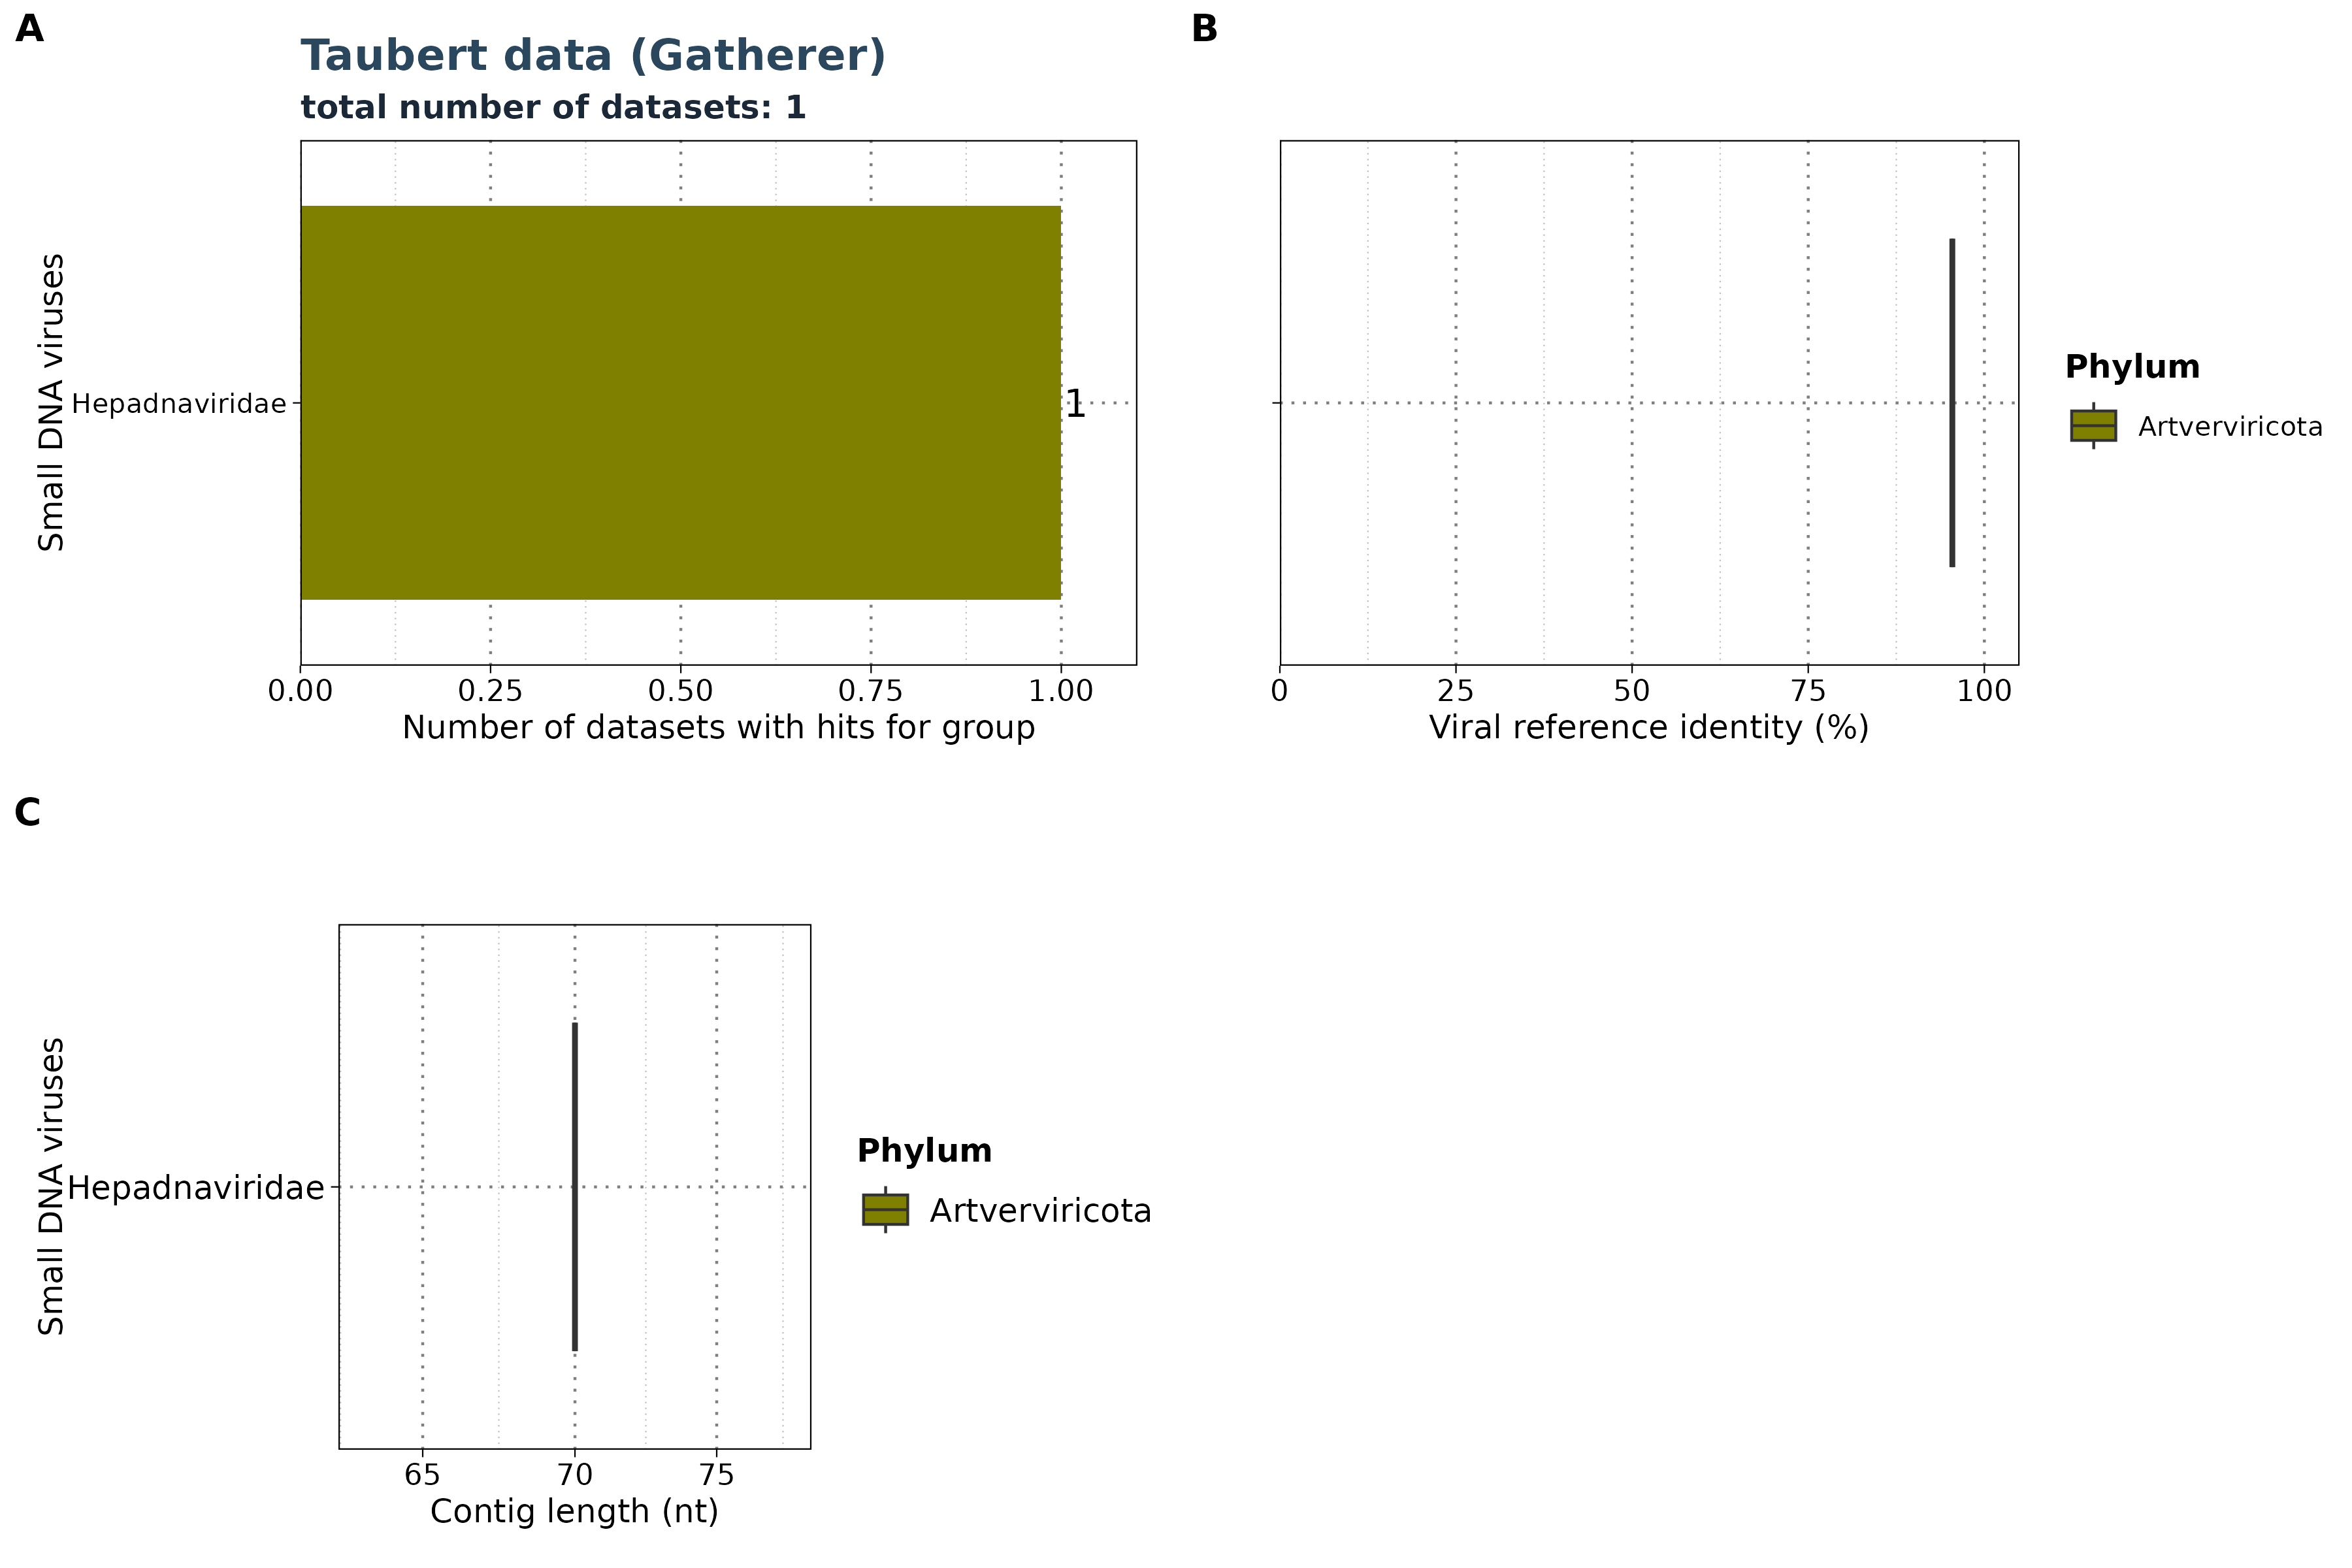 A
Taubert data (Gatherer)
total number of datasets: 1
Small DNA viruses
Hepadnaviridae
1
0.00 0.25 0.50 0.75 1.00
Number of datasets with hits for group
B
0 25 50 75 100
Viral reference identity (%)
Phylum
Artverviricota
C
Small DNA viruses
Hepadnaviridae
65 70 75
Contig length (nt)
Phylum
Artverviricota